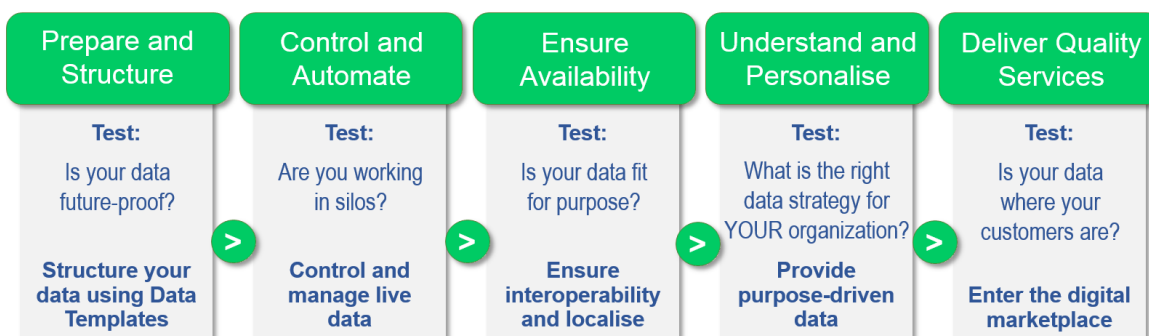 Prepare and
Structure
Test:
Is your data
future-proof?
Structure your
data using Data
Templates
>
Control and
Automate
Test:
Are you working
in silos?
Control and
manage live
data
>
Ensure
Availability
Test:
Is your data fit
for purpose?
Ensure
interoperability
and localise
>
Understand and
Personalise
Test:
What is the right
data strategy for
YOUR organization?
Provide
purpose-driven
data
>
Deliver Quality
Services
Test:
Is your data
where your
customers are?
Enter the digital
marketplace